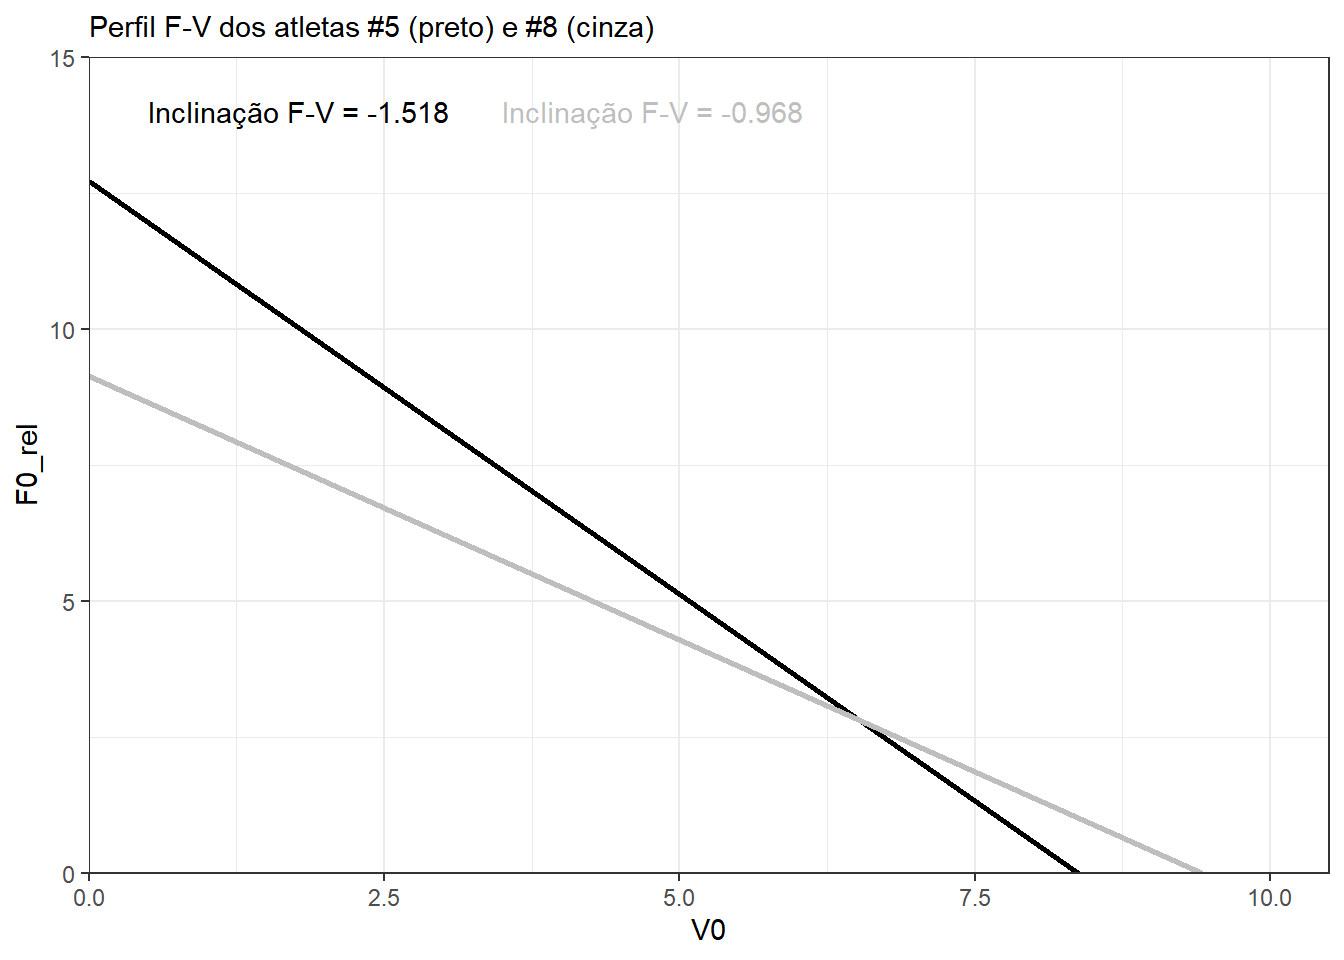 Perfil F-V dos atletas #5 (preto) e #8 (cinza)
15
Inclinação F-V = -1.518 Inclinação F-V = -0.968
10
F0_rel
5
0
0.0 2.5 5.0 7.5 10.0
V0